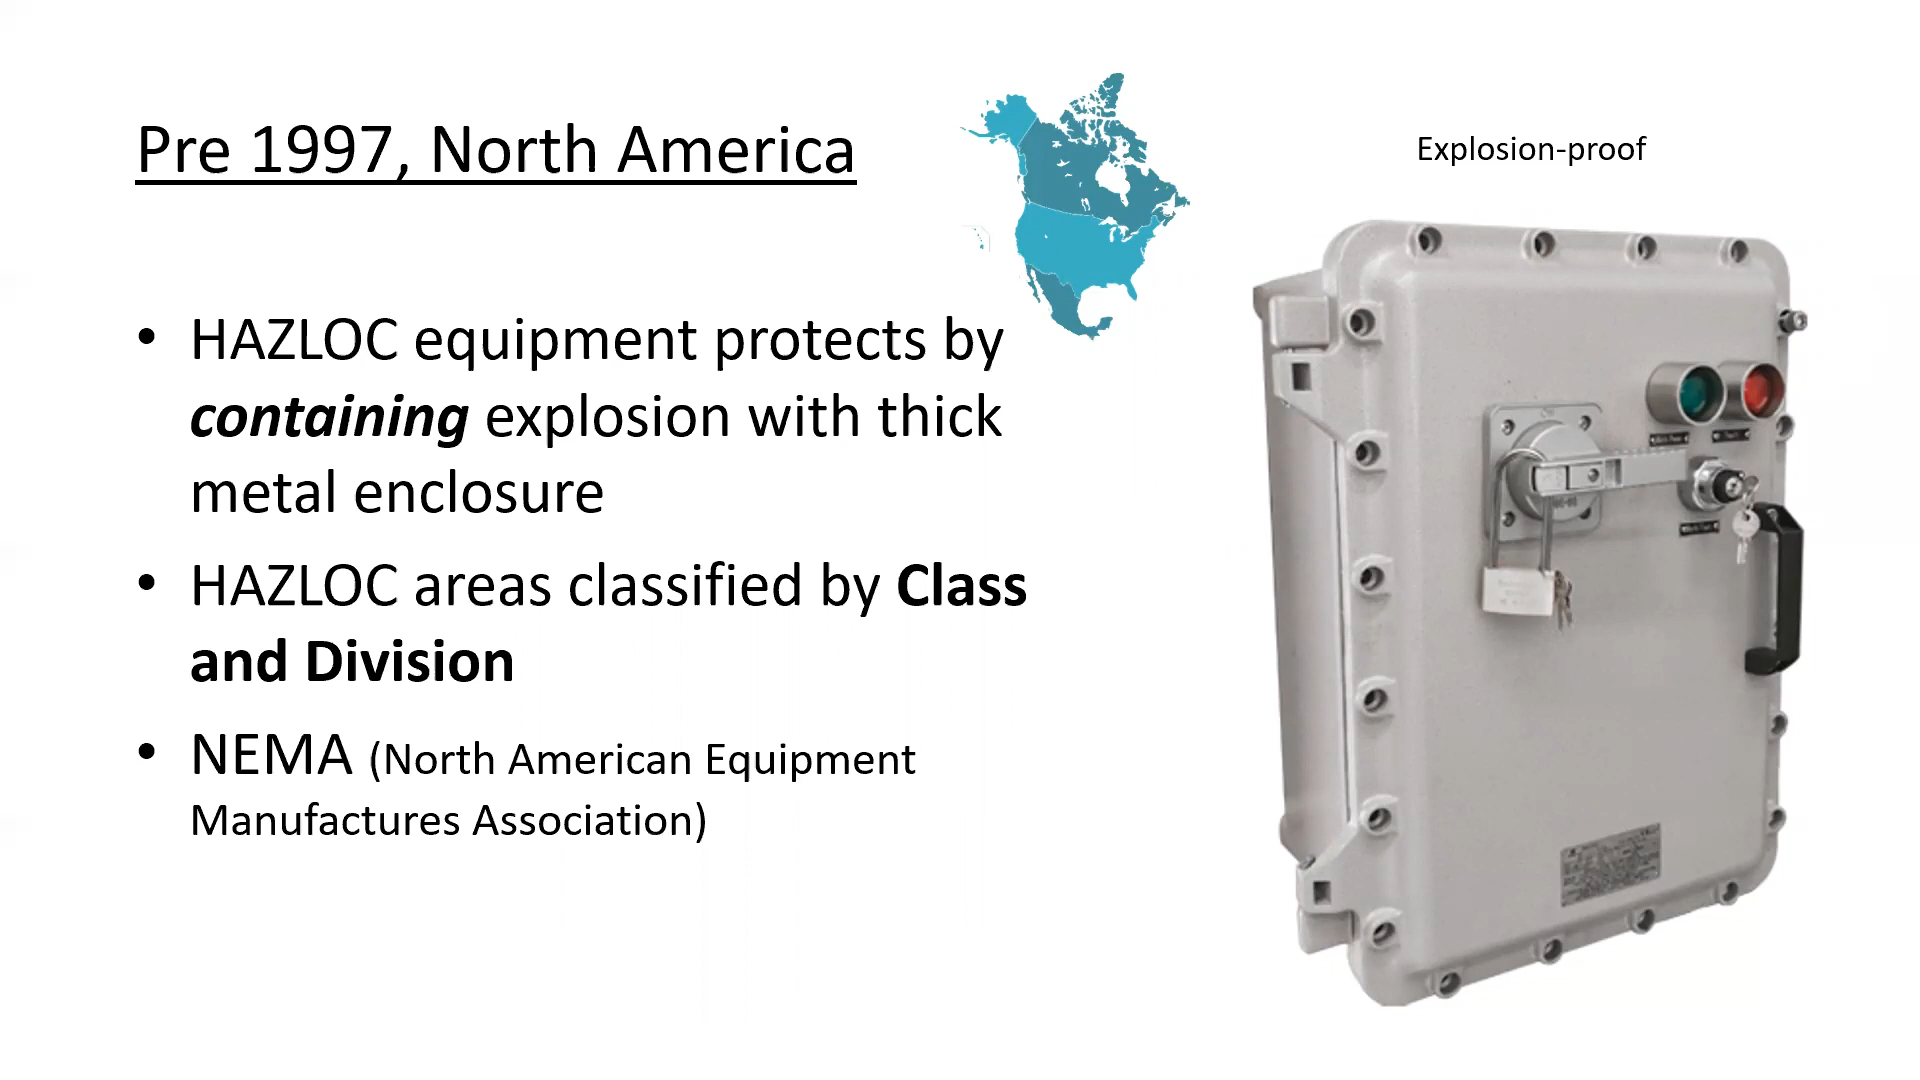 Pre 1997, North America
Explosion-proof
• HAZLOC equipment protects by
containing explosion with thick
metal enclosure
• HAZLOC areas classified by Class
and Division
• NEMA (North American Equipment
Manufactures Association)